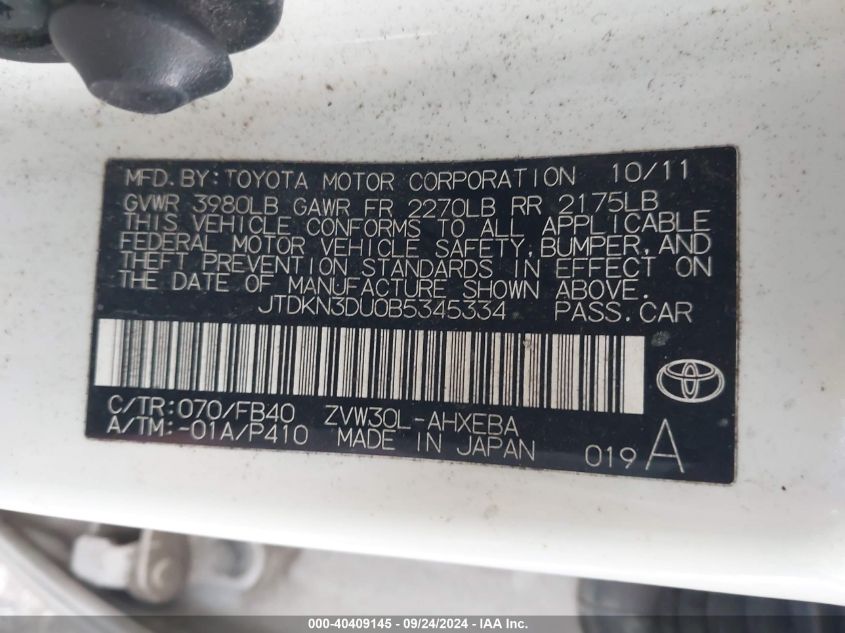 MFD. BY: TOYOTA MOTOR CORPORATION 10/11
GVWR 3980LB GAWR FR 2270LB RR 2175LB
THIS VEHICLE CONFORMS TO ALL APPLICABLE
FEDERAL MOTOR VEHICLE SAFETY, BUMPER, AND
THEFT PREVENTION STANDARDS IN EFFECT ON
THE DATE OF MANUFACTURE SHOWN ABOVE.
JTDKN3DU0B5345334 PASS. CAR
C/TR: 070/FB40 ZVW30L-AHXEBA
A/TM: -01A/P410 MADE IN JAPAN 019 A
000-40409145 - 09/24/2024 - IAA Inc.